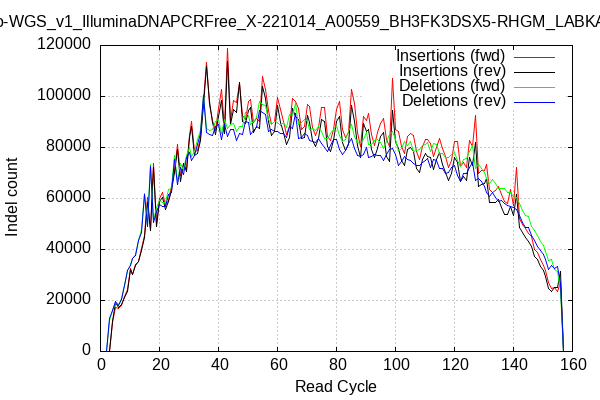 o-WGS_v1_IlluminaDNAPCRFree_X-221014_A00559_BH3FK3DSX5-RHGM_LABKA
Insertions (fwd)
Insertions (rev)
Deletions (fwd)
Deletions (rev)
120000
100000
80000
60000
40000
20000
0
Indel count
0 20 40 60 80 100 120 140 160
Read Cycle